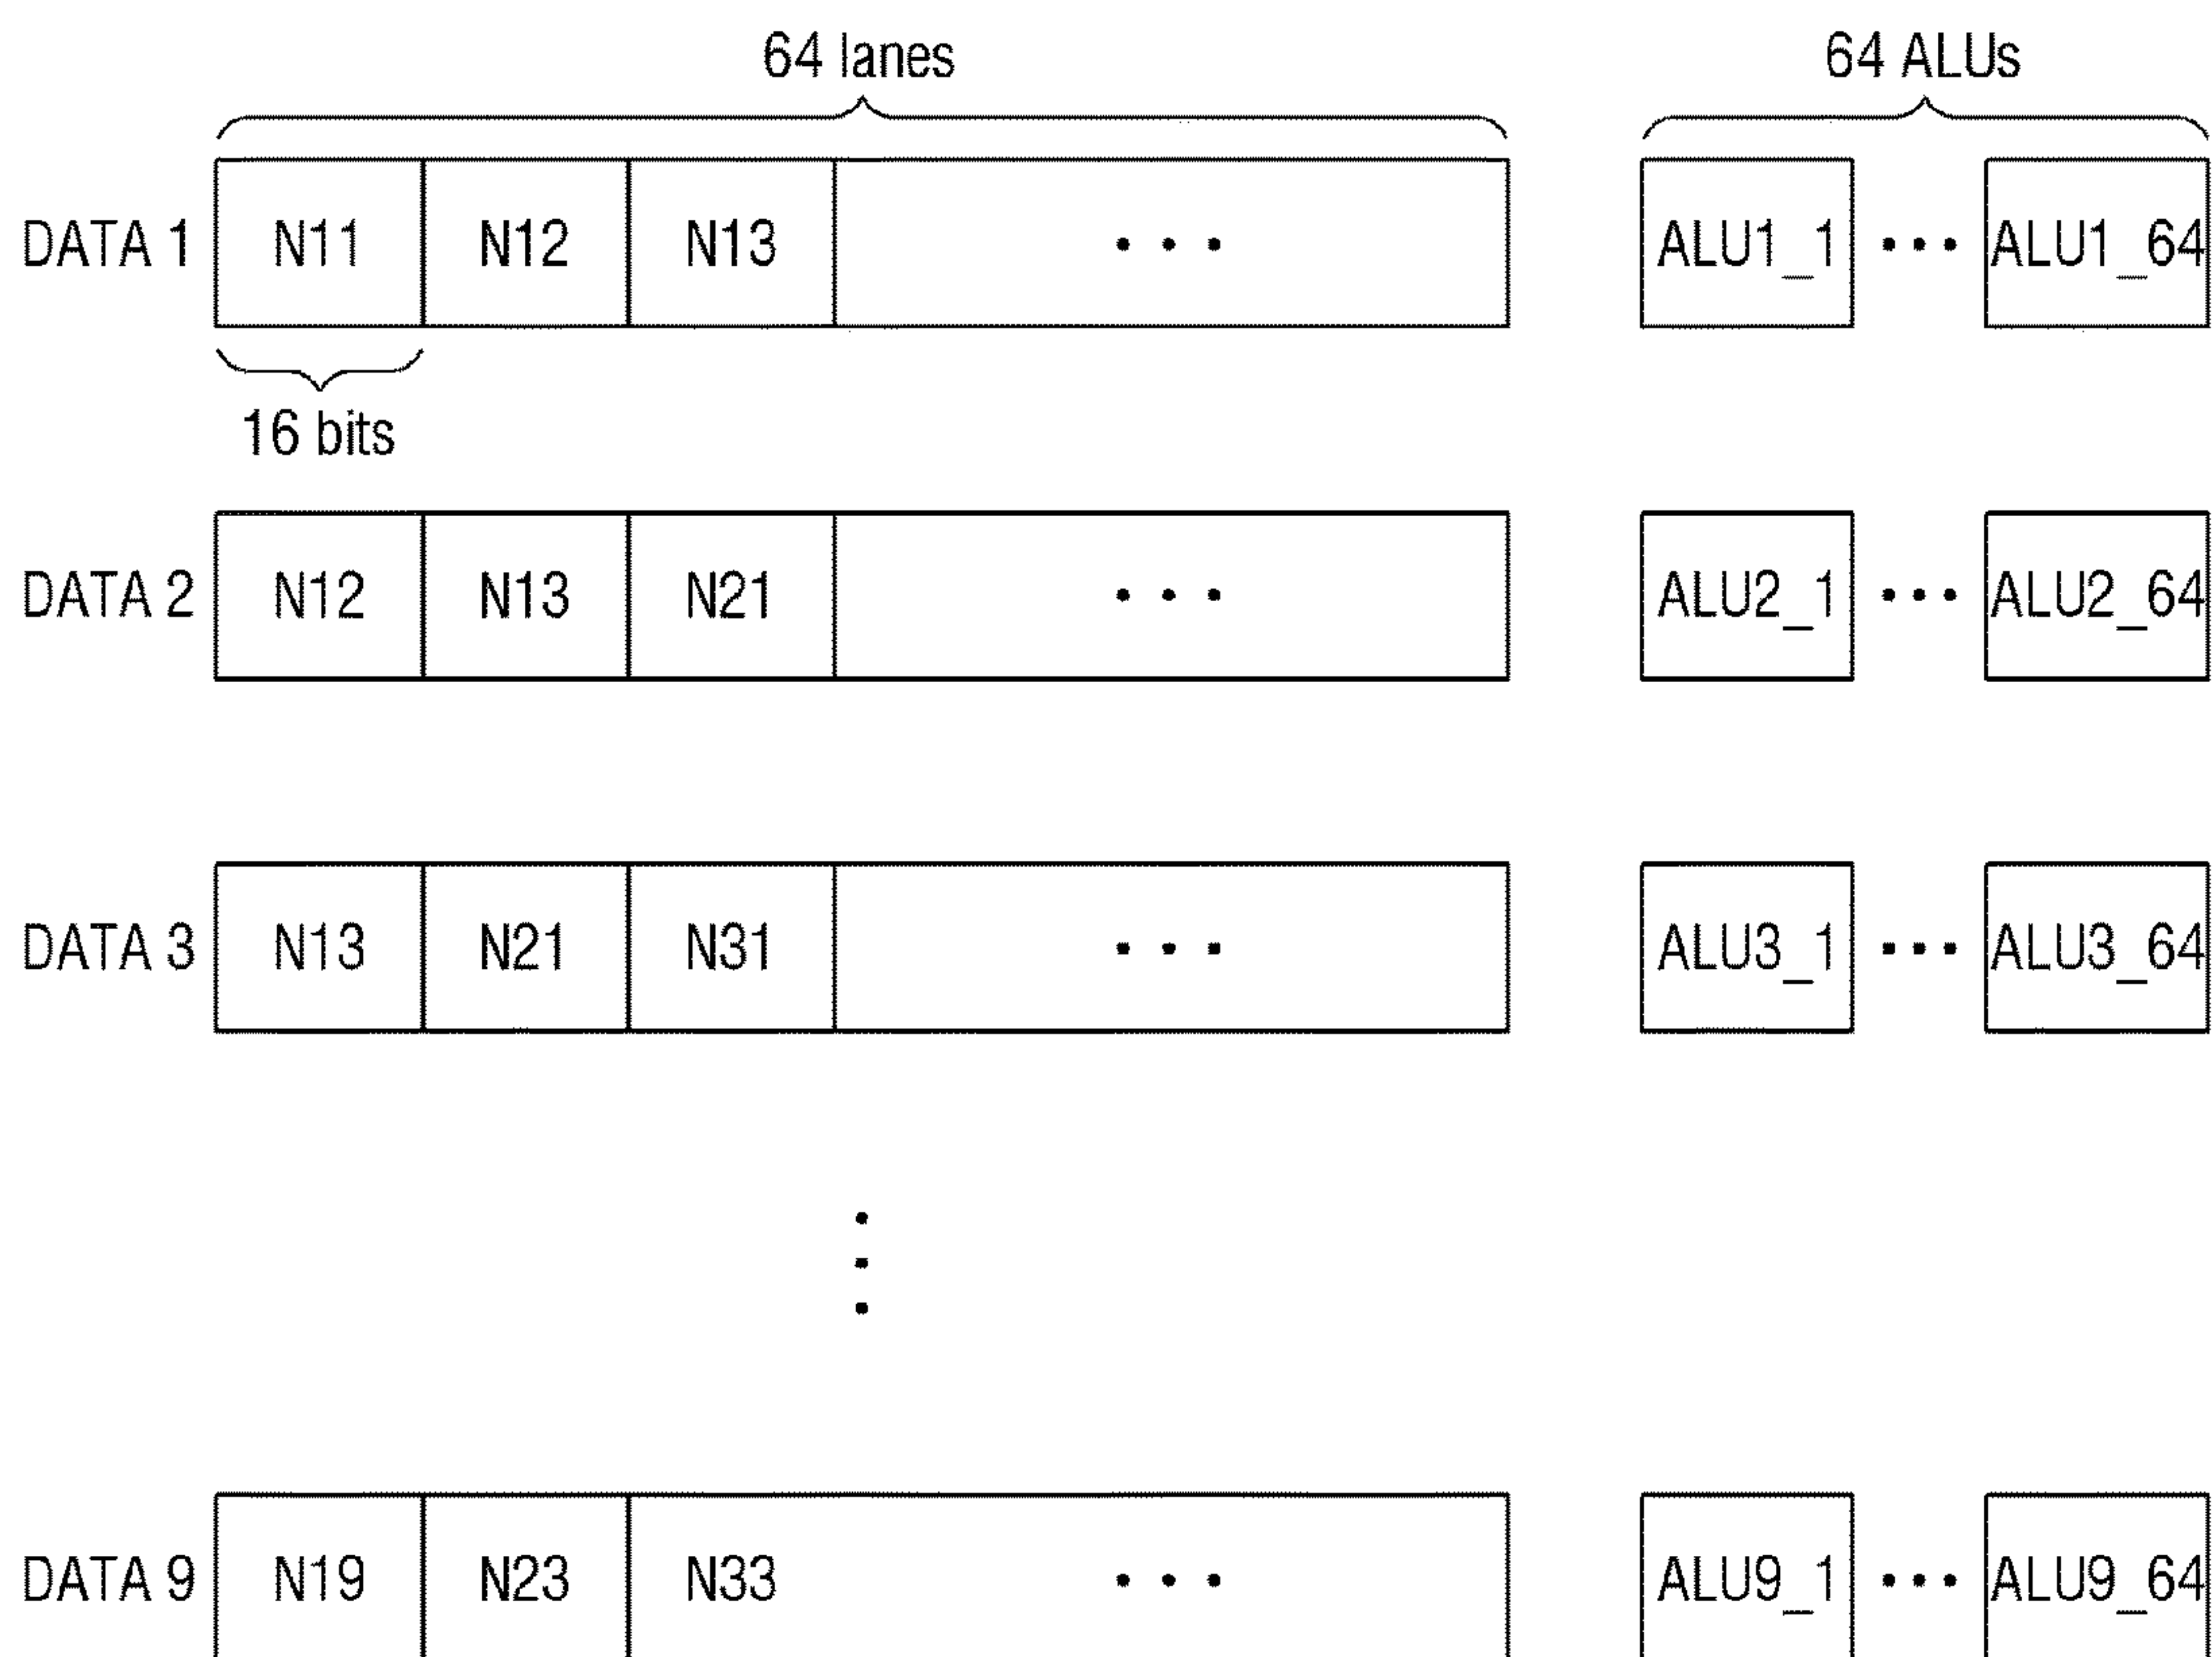 64 lanes 64 ALUs
DATA 1 N11 N12 N13 • • • ALU1_1 • • • ALU1_64
16 bits
DATA 2 N12 N13 N21 • • • ALU2_1 • • • ALU2_64
DATA 3 N13 N21 N31 • • • ALU3_1 • • • ALU3_64
DATA 9 N19 N23 N33 • • • ALU9_1 • • • ALU9_64